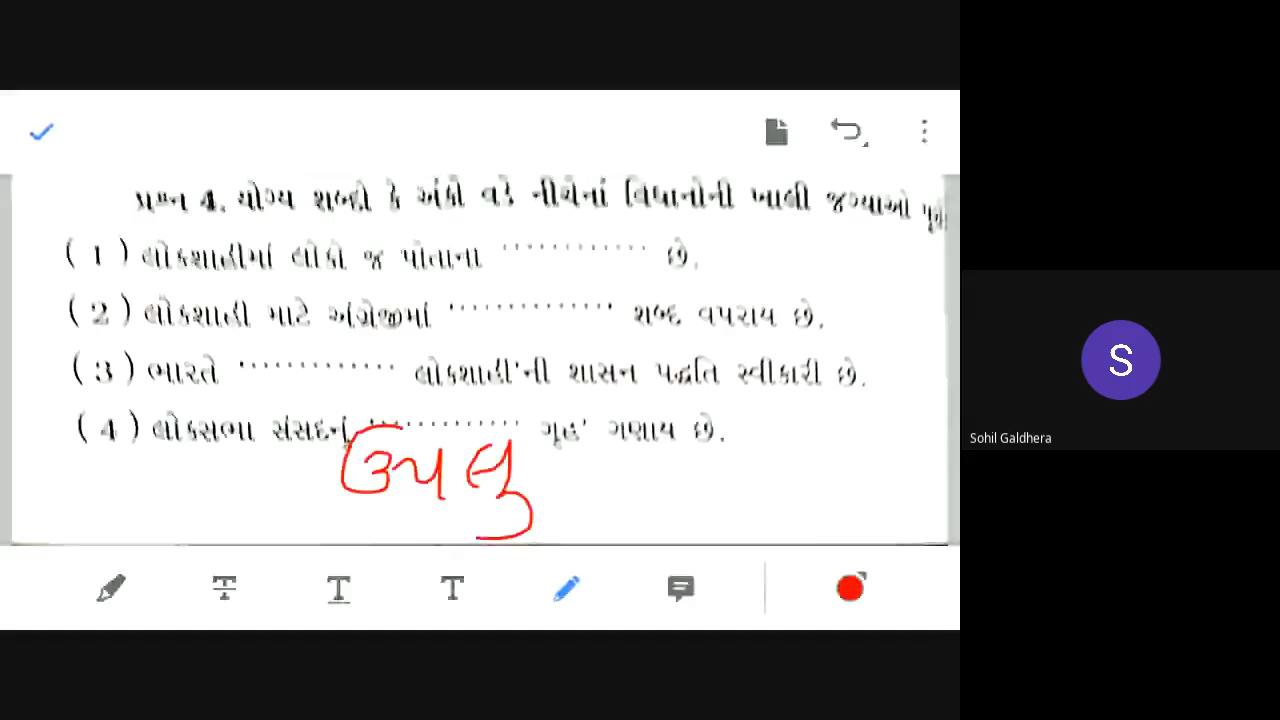 પ્રશ્ન 4. યોગ્ય શબ્દો કે અંકો વડે નીચેનાં વિધાનોની ખાલી જગ્યાઓ
( 1 ) લોકશાહીમાં લોકો જ પોતાના ............. છે.
( 2 ) લોકશાહી માટે અંગ્રેજીમાં .............. શબ્દ વપરાય છે.
( 3 ) ભારતે ............. લોકશાહી'ની શાસન પદ્ધતિ સ્વીકારી છે.
( 4 ) લોકસભા સંસદનું ............. ગૃહ' ગણાય છે.
ઉપલુ
S
Sohil Galdhera